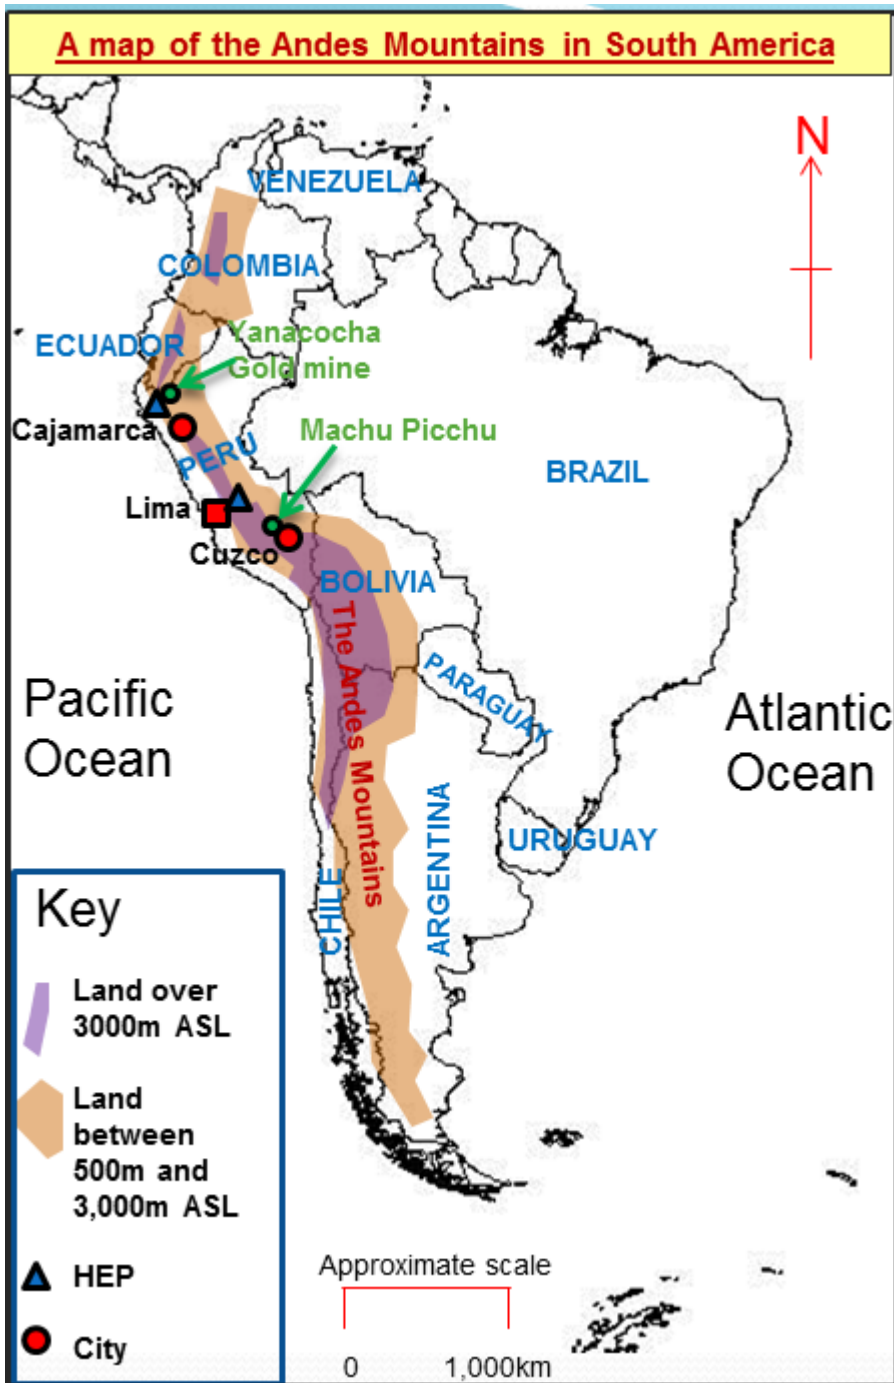 A map of the Andes Mountains in South America
N
VENEZUELA
COLOMBIA
ECUADOR
Yanacocha
Gold mine
Cajamarca
PERU
Machu Picchu
BRAZIL
Lima
Cuzco
BOLIVIA
The Andes Mountains
PARAGUAY
Pacific
Ocean
Atlantic
Ocean
ARGENTINA
URUGUAY
CHILE
Key
Land over
3000m ASL
Land
between
500m and
3,000m ASL
HEP
City
Approximate scale
0 1,000km